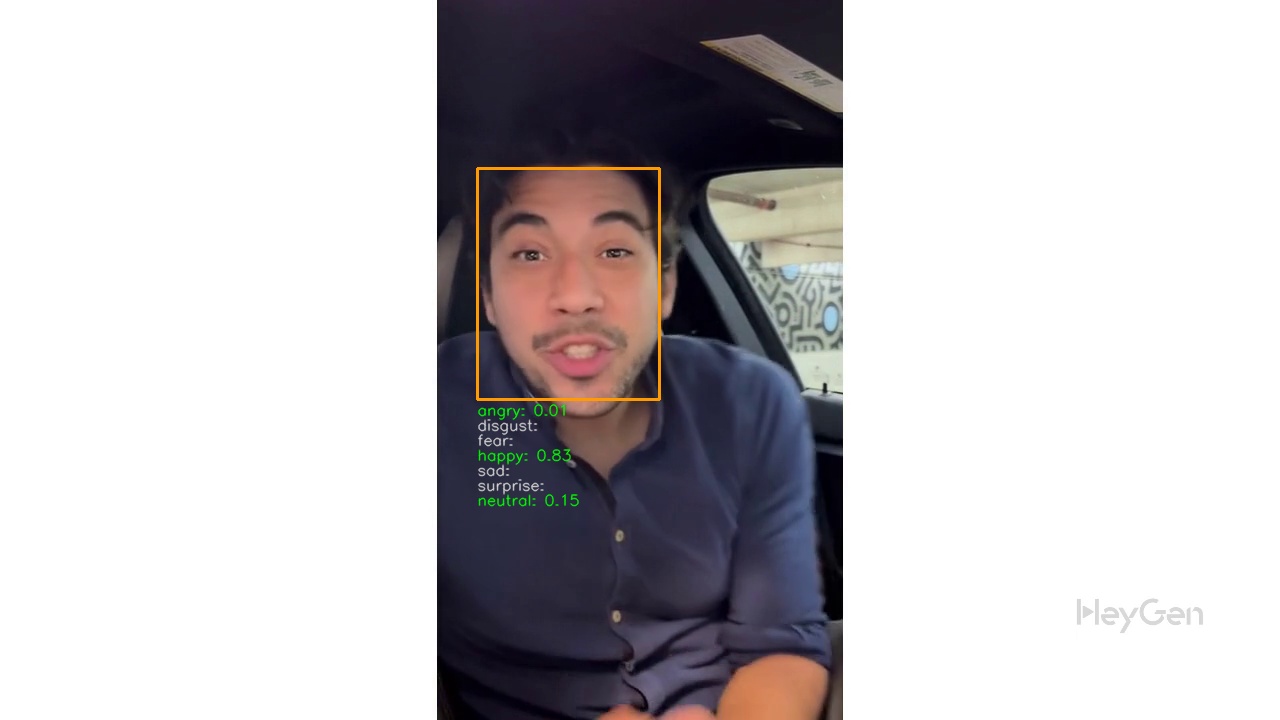 angry: 0.01
disgust:
fear:
happy: 0.83
sad:
surprise:
neutral: 0.15
HeyGen